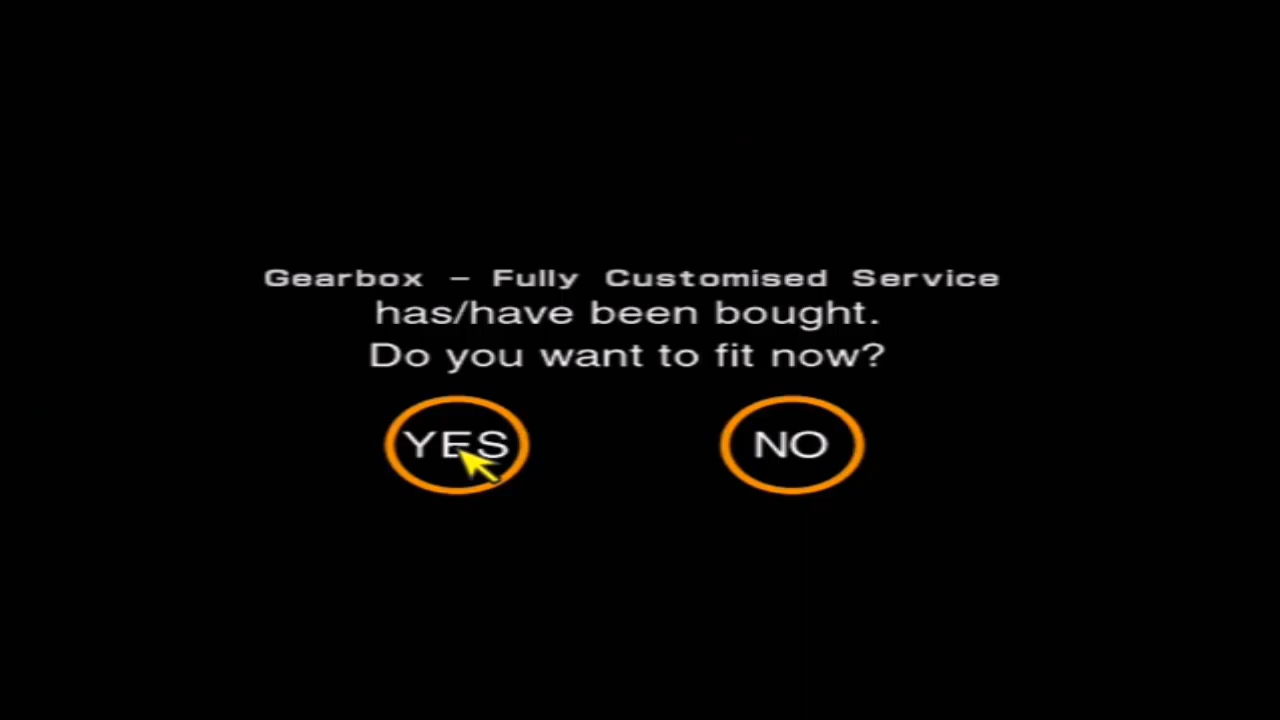 Gearbox – Fully Customised Service
has/have been bought.
Do you want to fit now?
YES NO